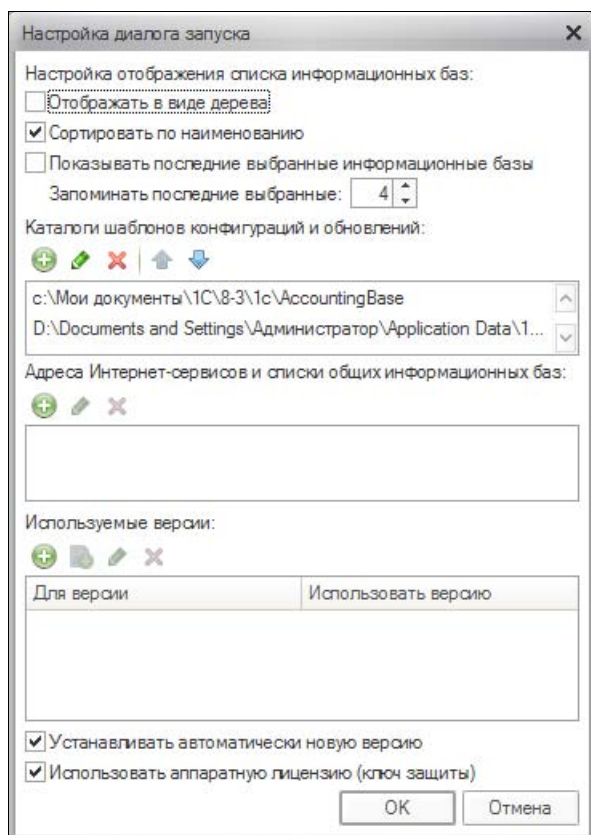 Настройка диалога запуска
Настройка отображения списка информационных баз:
Отображать в виде дерева
Сортировать по наименованию
Показывать последние выбранные информационные базы
Запоминать последние выбранные: 4
Каталоги шаблонов конфигураций и обновлений:
c:\Мои документы\1C\8-3\1c\AccountingBase
D:\Documents and Settings\Администратор\Application Data\1...
Адреса Интернет-сервисов и списки общих информационных баз:
Используемые версии:
Для версии Использовать версию
Устанавливать автоматически новую версию
Использовать аппаратную лицензию (ключ защиты)
OK Отмена